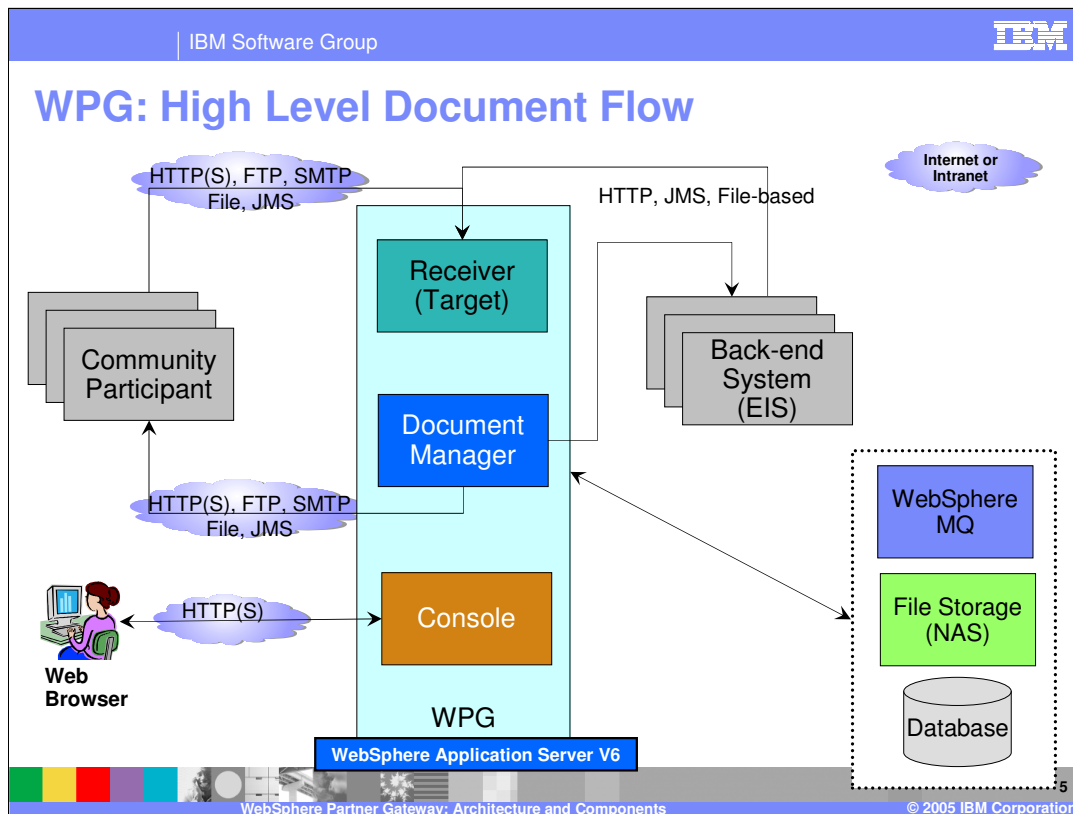 IBM Software Group
IBM
WPG: High Level Document Flow
HTTP(S), FTP, SMTP
File, JMS
Internet or
Intranet
HTTP, JMS, File-based
Receiver
(Target)
Community
Participant
Back-end
System
(EIS)
Document
Manager
HTTP(S), FTP, SMTP
File, JMS
WebSphere
MQ
File Storage
(NAS)
Database
HTTP(S)
Console
Web
Browser
WPG
WebSphere Application Server V6
5
WebSphere Partner Gateway: Architecture and Components
© 2005 IBM Corporation